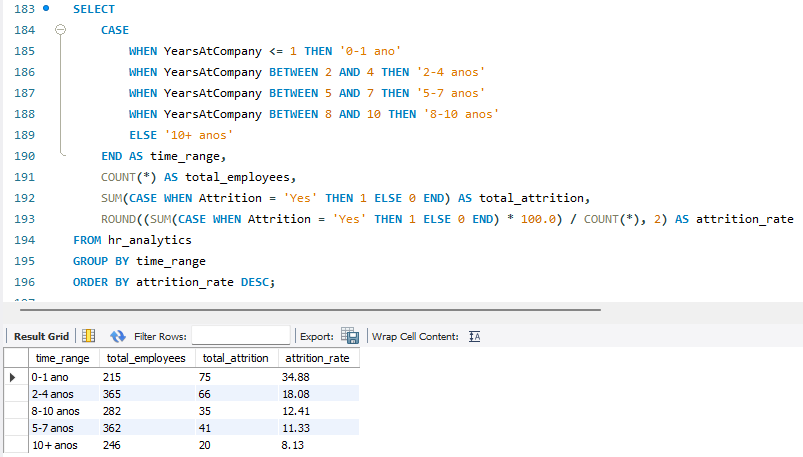 183 SELECT
184 CASE
185 WHEN YearsAtCompany <= 1 THEN '0-1 ano'
186 WHEN YearsAtCompany BETWEEN 2 AND 4 THEN '2-4 anos'
187 WHEN YearsAtCompany BETWEEN 5 AND 7 THEN '5-7 anos'
188 WHEN YearsAtCompany BETWEEN 8 AND 10 THEN '8-10 anos'
189 ELSE '10+ anos'
190 END AS time_range,
191 COUNT(*) AS total_employees,
192 SUM(CASE WHEN Attrition = 'Yes' THEN 1 ELSE 0 END) AS total_attrition,
193 ROUND((SUM(CASE WHEN Attrition = 'Yes' THEN 1 ELSE 0 END) * 100.0) / COUNT(*), 2) AS attrition_rate
194 FROM hr_analytics
195 GROUP BY time_range
196 ORDER BY attrition_rate DESC;
Result Grid Filter Rows: Export: Wrap Cell Content:
time_range total_employees total_attrition attrition_rate
0-1 ano 215 75 34.88
2-4 anos 365 66 18.08
8-10 anos 282 35 12.41
5-7 anos 362 41 11.33
10+ anos 246 20 8.13